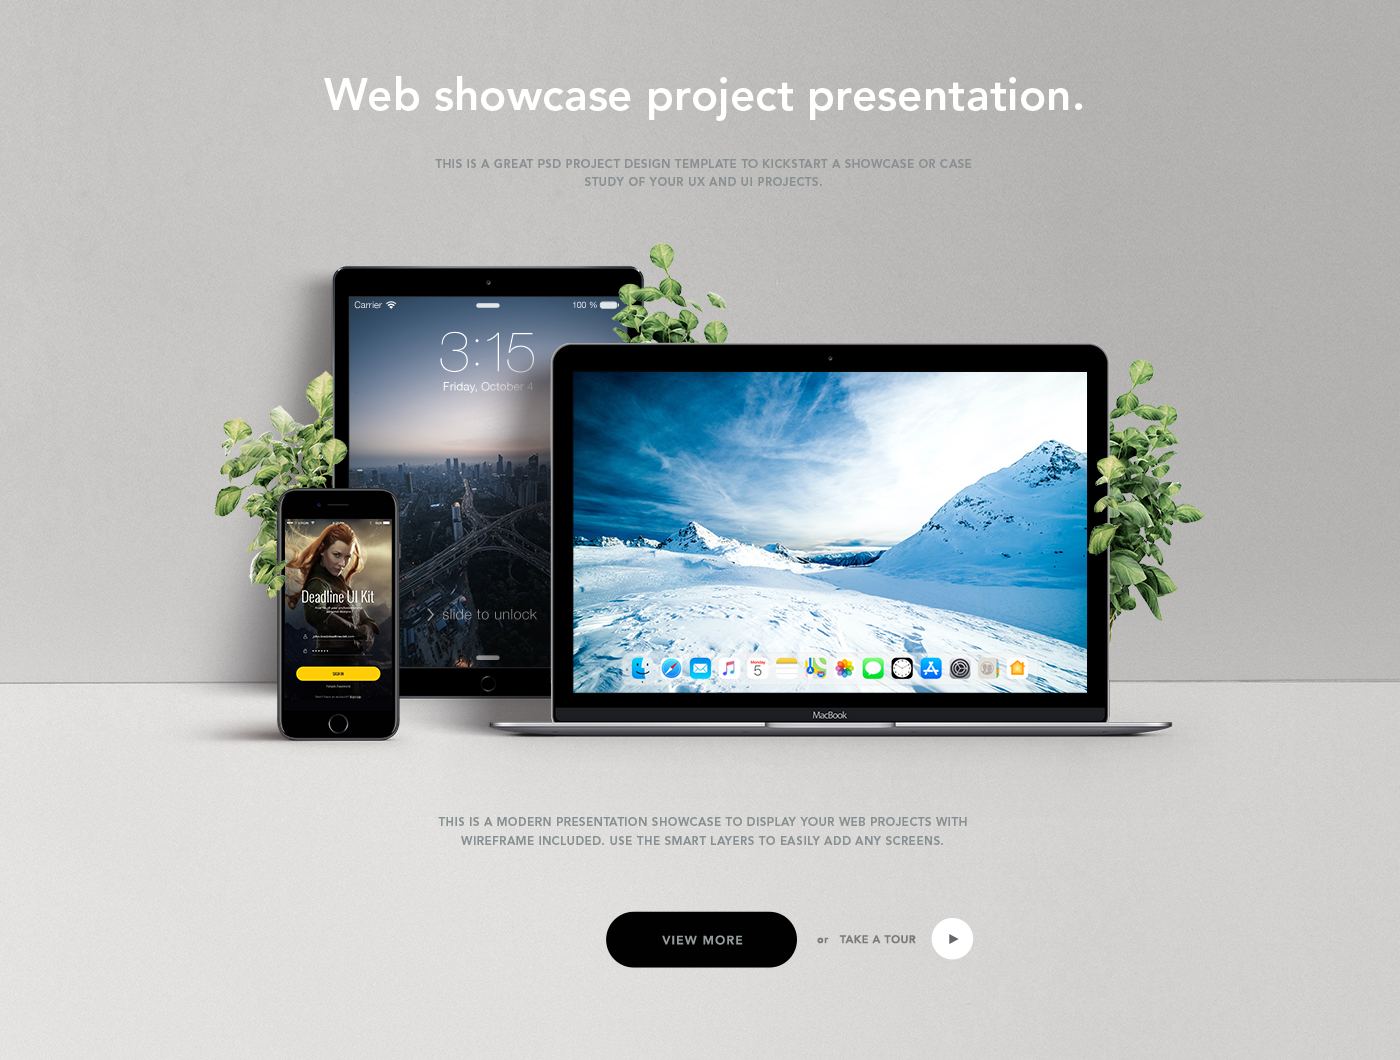 Web showcase project presentation.
THIS IS A GREAT PSD PROJECT DESIGN TEMPLATE TO KICKSTART A SHOWCASE OR CASE
STUDY OF YOUR UX AND UI PROJECTS.
Carrier 100 %
3:15
Friday, October 4
slide to unlock
Deadline UI Kit
SIGN IN
Monday
5
MacBook
THIS IS A MODERN PRESENTATION SHOWCASE TO DISPLAY YOUR WEB PROJECTS WITH
WIREFRAME INCLUDED. USE THE SMART LAYERS TO EASILY ADD ANY SCREENS.
VIEW MORE or TAKE A TOUR